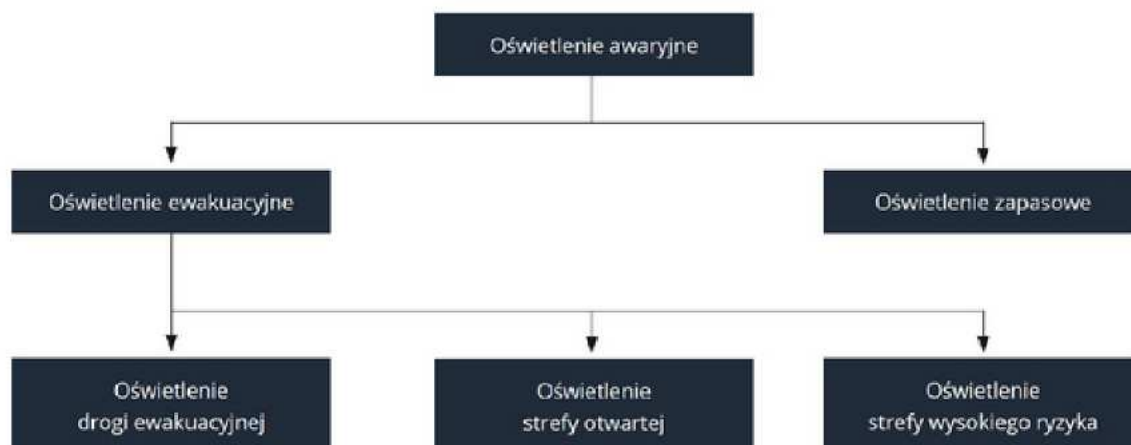 Oświetlenie awaryjne
Oświetlenie ewakuacyjne
Oświetlenie zapasowe
Oświetlenie
drogi ewakuacyjnej
Oświetlenie
strefy otwartej
Oświetlenie
strefy wysokiego ryzyka